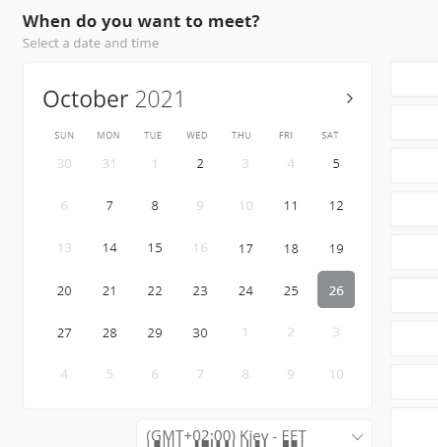 When do you want to meet?
Select a date and time
October 2021
SUN MON TUE WED THU FRI SAT
30 31 1 2 3 4 5
6 7 8 9 10 11 12
13 14 15 16 17 18 19
20 21 22 23 24 25 26
27 28 29 30 1 2 3
4 5 6 7 8 9 10
(GMT+02:00) Kiev - EET